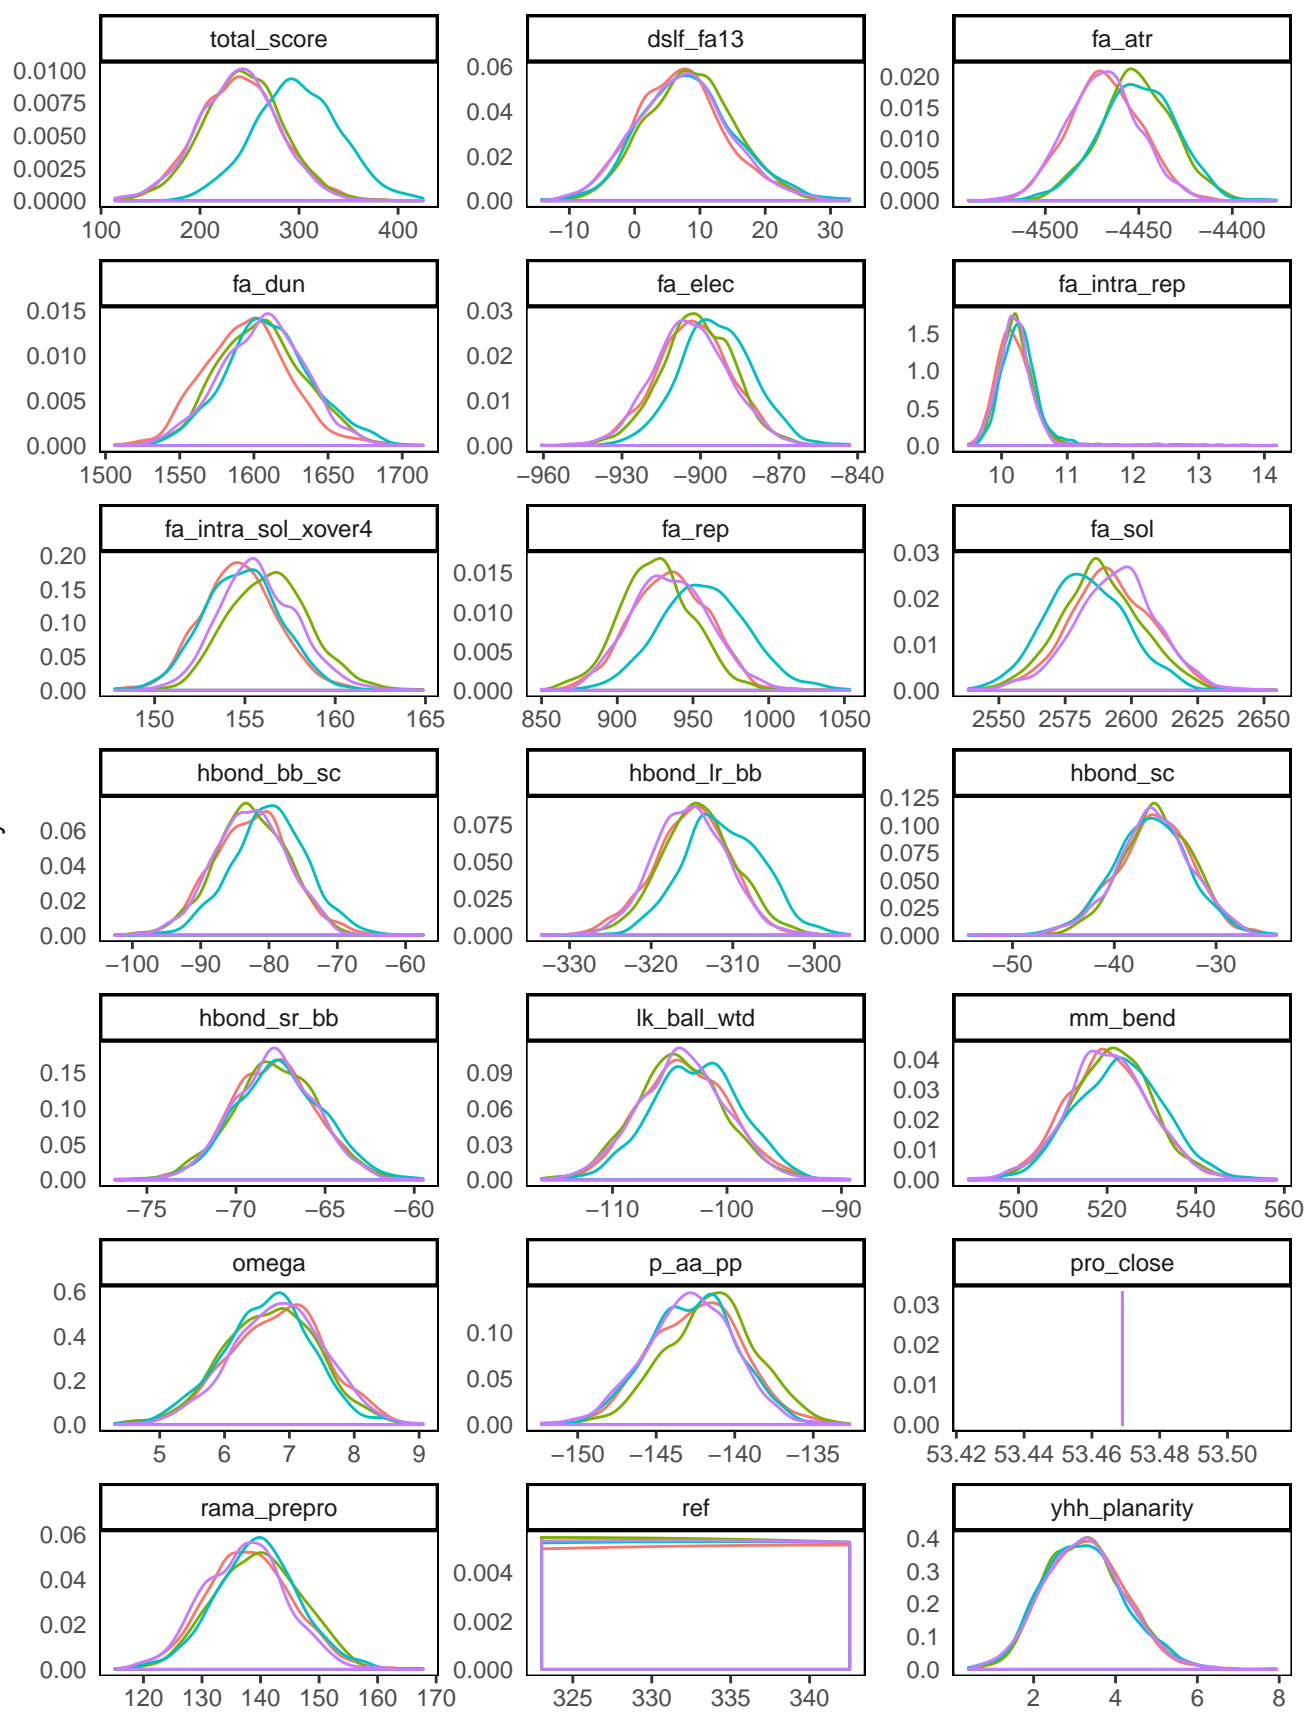 total_score dslf_fa13 fa_atr
0.0100 0.0075 0.0050 0.0025 0.0000
0.06 0.04 0.02 0.00
0.020 0.015 0.010 0.005 0.000
100 200 300 400
−10 0 10 20 30
−4500 −4450 −4400
fa_dun fa_elec fa_intra_rep
0.015 0.010 0.005 0.000
0.03 0.02 0.01 0.00
1.5 1.0 0.5 0.0
1500 1550 1600 1650 1700
−960 −930 −900 −870 −840
10 11 12 13 14
fa_intra_sol_xover4 fa_rep fa_sol
0.20 0.15 0.10 0.05 0.00
0.015 0.010 0.005 0.000
0.03 0.02 0.01 0.00
150 155 160 165
850 900 950 1000 1050
2550 2575 2600 2625 2650
hbond_bb_sc hbond_lr_bb hbond_sc
0.06 0.04 0.02 0.00
0.075 0.050 0.025 0.000
0.125 0.100 0.075 0.050 0.025 0.000
−100 −90 −80 −70 −60
−330 −320 −310 −300
−50 −40 −30
hbond_sr_bb lk_ball_wtd mm_bend
0.15 0.10 0.05 0.00
0.09 0.06 0.03 0.00
0.04 0.03 0.02 0.01 0.00
−75 −70 −65 −60
−110 −100 −90
500 520 540 560
omega p_aa_pp pro_close
0.6 0.4 0.2 0.0
0.10 0.05 0.00
0.03 0.02 0.01 0.00
5 6 7 8 9
−150 −145 −140 −135
53.42 53.44 53.46 53.48 53.50
rama_prepro ref yhh_planarity
0.06 0.04 0.02 0.00
0.004 0.002 0.000
0.4 0.3 0.2 0.1 0.0
120 130 140 150 160 170
325 330 335 340
2 4 6 8